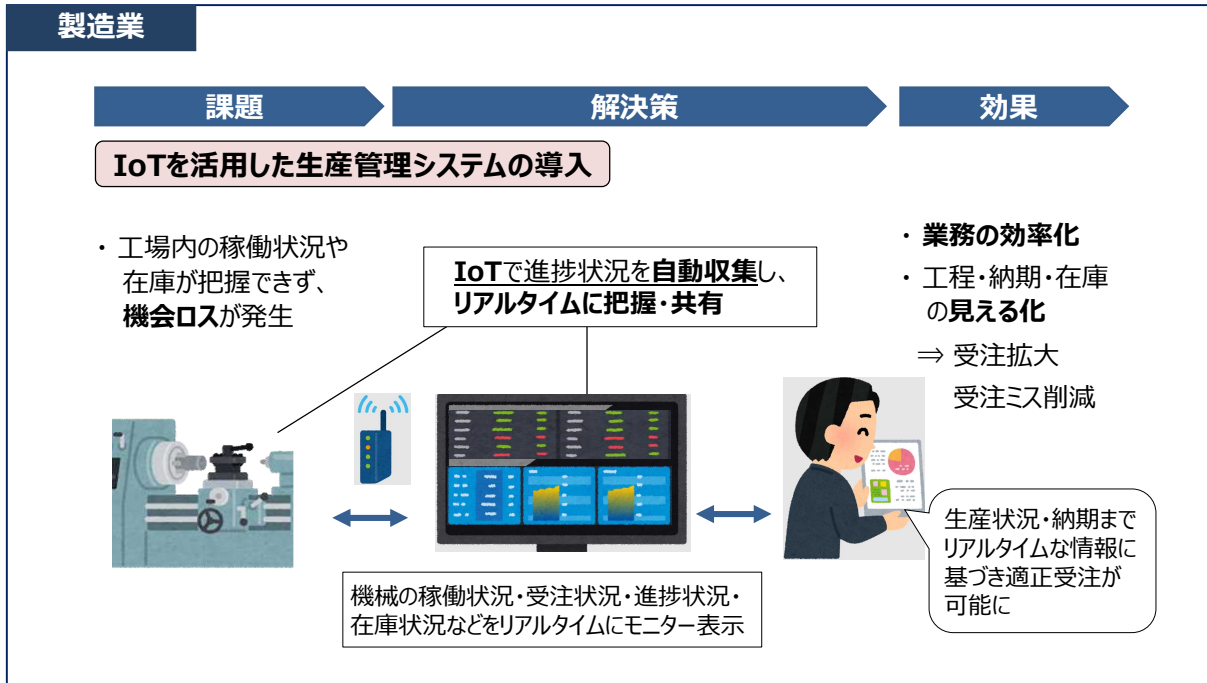 製造業
課題
解決策
効果
IoTを活用した生産管理システムの導入
・ 工場内の稼働状況や
在庫が把握できず、
機会ロスが発生
IoTで進捗状況を自動収集し、
リアルタイムに把握・共有
・ 業務の効率化
・ 工程・納期・在庫
の見える化
⇒ 受注拡大
受注ミス削減
生産状況・納期まで
リアルタイムな情報に
基づき適正受注が
可能に
機械の稼働状況・受注状況・進捗状況・
在庫状況などをリアルタイムにモニター表示